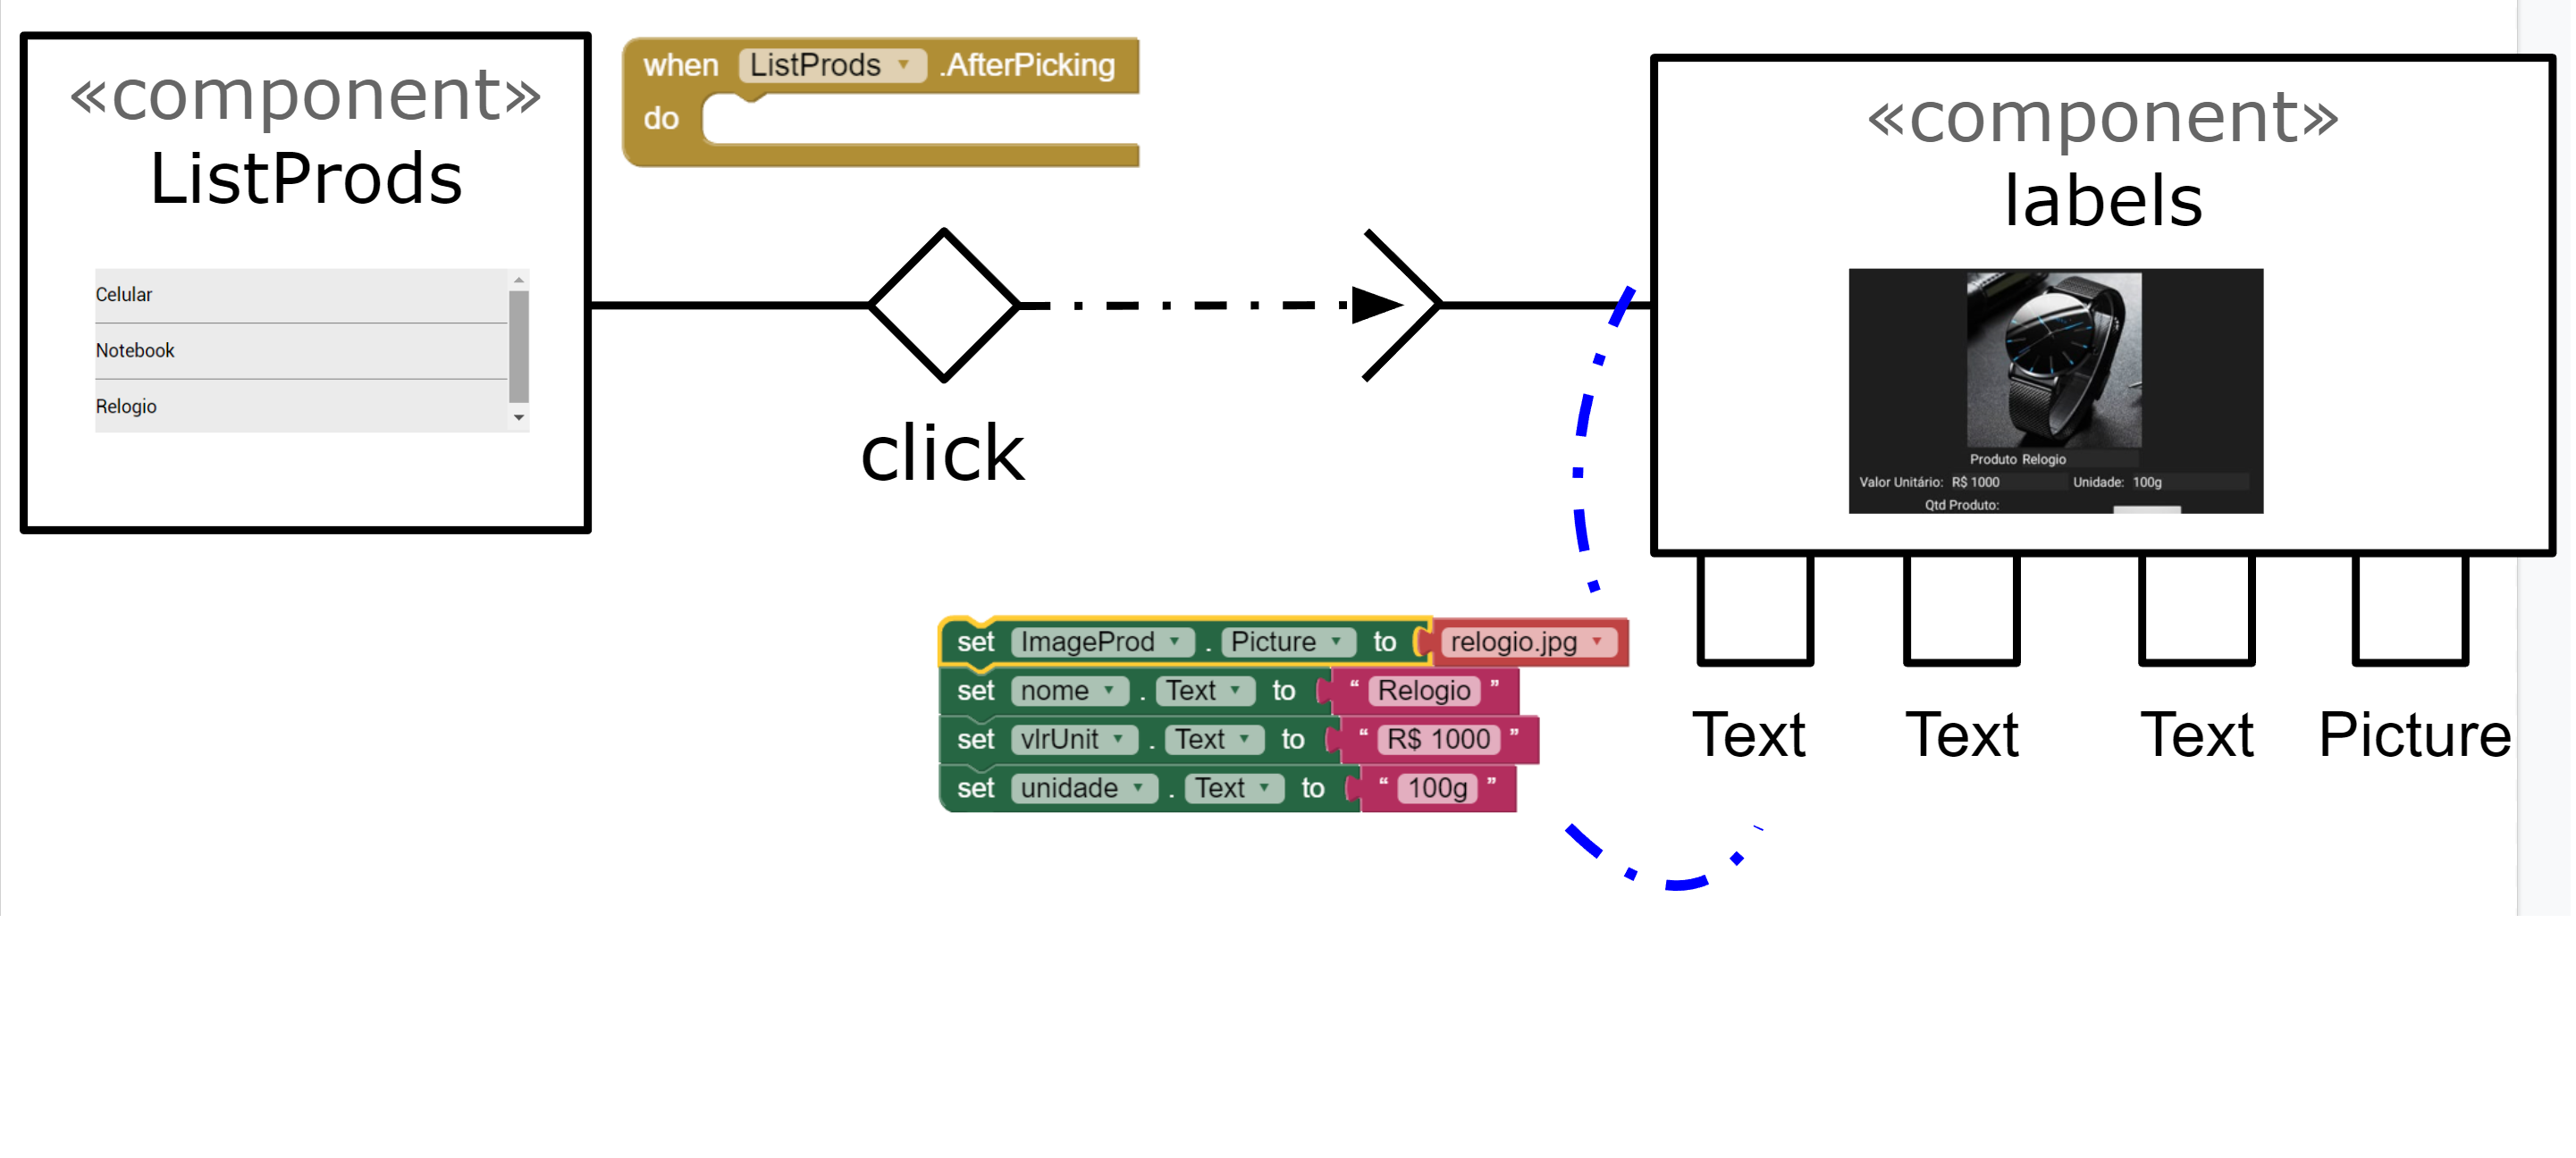 «component»
ListProds
Celular
Notebook
Relogio
when ListProds .AfterPicking
do
click
«component»
labels
Produto Relogio
Valor Unitário: R$ 1000 Unidade: 100g
Qtd Produto:
set ImageProd . Picture to relogio.jpg
set nome . Text to “ Relogio ”
set vlrUnit . Text to “ R$ 1000 ”
set unidade . Text to “ 100g ”
Text Text Text Picture